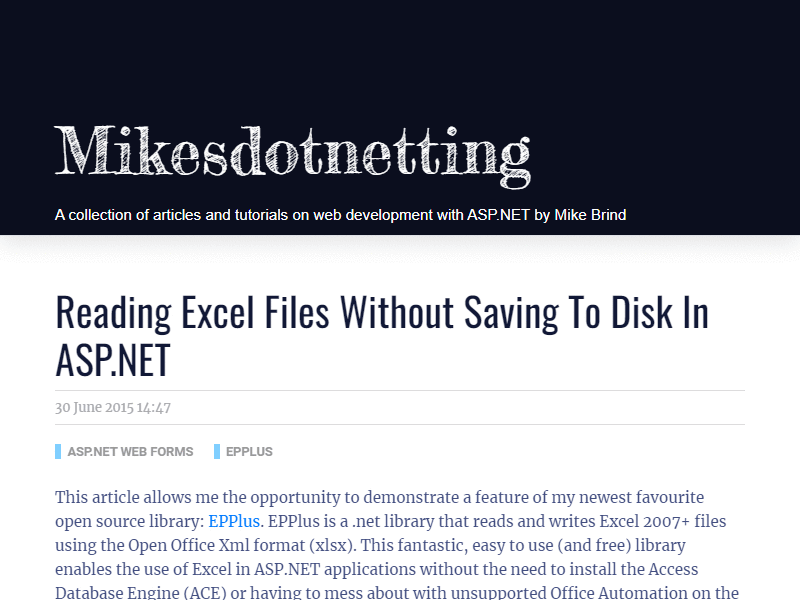 Mikesdotnetting
A collection of articles and tutorials on web development with ASP.NET by Mike Brind
Reading Excel Files Without Saving To Disk In
ASP.NET
30 June 2015 14:47
ASP.NET WEB FORMS EPPLUS
This article allows me the opportunity to demonstrate a feature of my newest favourite
open source library: EPPlus. EPPlus is a .net library that reads and writes Excel 2007+ files
using the Open Office Xml format (xlsx). This fantastic, easy to use (and free) library
enables the use of Excel in ASP.NET applications without the need to install the Access
Database Engine (ACE) or having to mess about with unsupported Office Automation on the